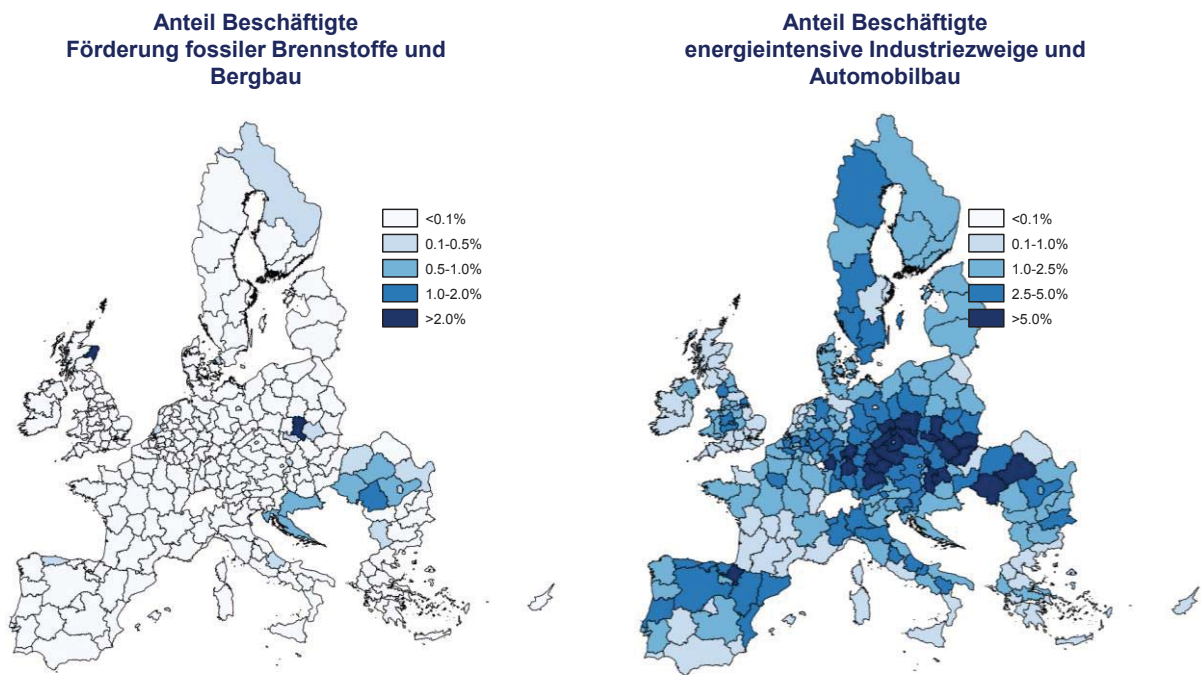 Anteil Beschäftigte
Förderung fossiler Brennstoffe und
Bergbau
<0.1%
0.1-0.5%
0.5-1.0%
1.0-2.0%
>2.0%
Anteil Beschäftigte
energieintensive Industriezweige und
Automobilbau
<0.1%
0.1-1.0%
1.0-2.5%
2.5-5.0%
>5.0%